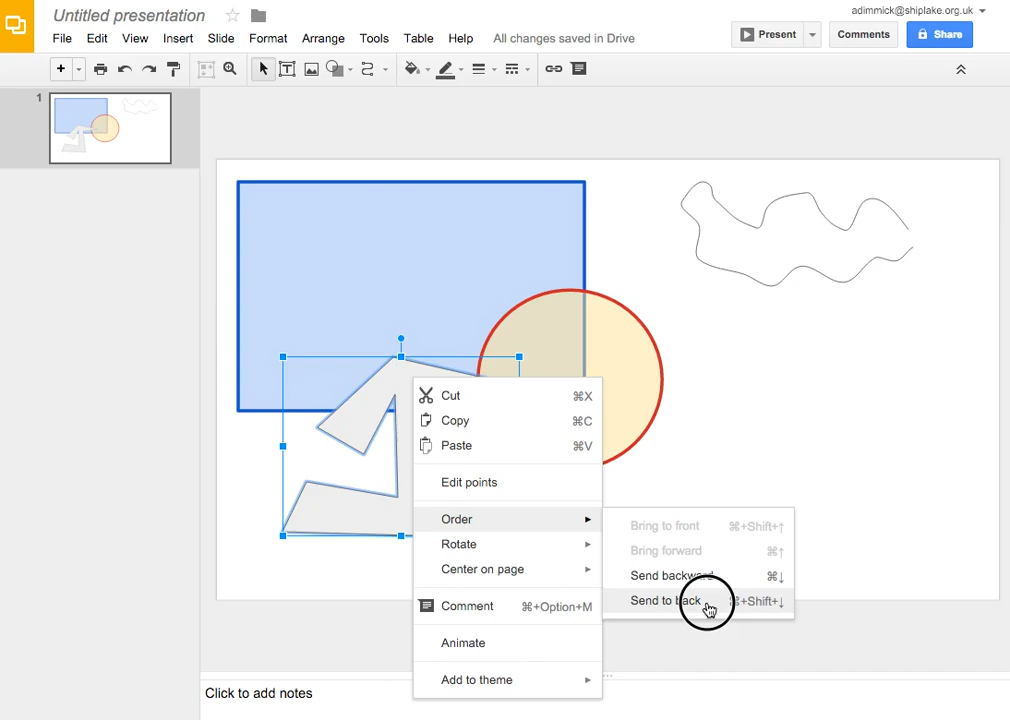 Untitled presentation
adimmick@shiplake.org.uk
File Edit View Insert Slide Format Arrange Tools Table Help All changes saved in Drive
Present Comments Share
1
Cut ⌘X
Copy ⌘C
Paste ⌘V
Edit points
Order
Rotate
Center on page
Comment ⌘+Option+M
Animate
Add to theme
Bring to front ⌘+Shift+↑
Bring forward ⌘↑
Send backward ⌘↓
Send to back ⌘+Shift+↓
Click to add notes